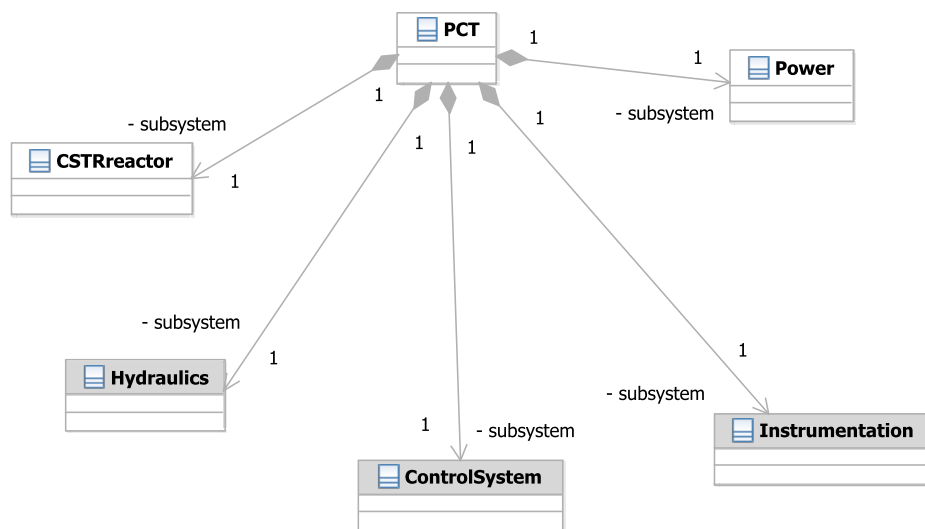 PCT
1
1
Power
1
- subsystem
1
- subsystem
1
1
1
CSTRreactor
1
- subsystem
1
1
Hydraulics
- subsystem
1
- subsystem
Instrumentation
ControlSystem